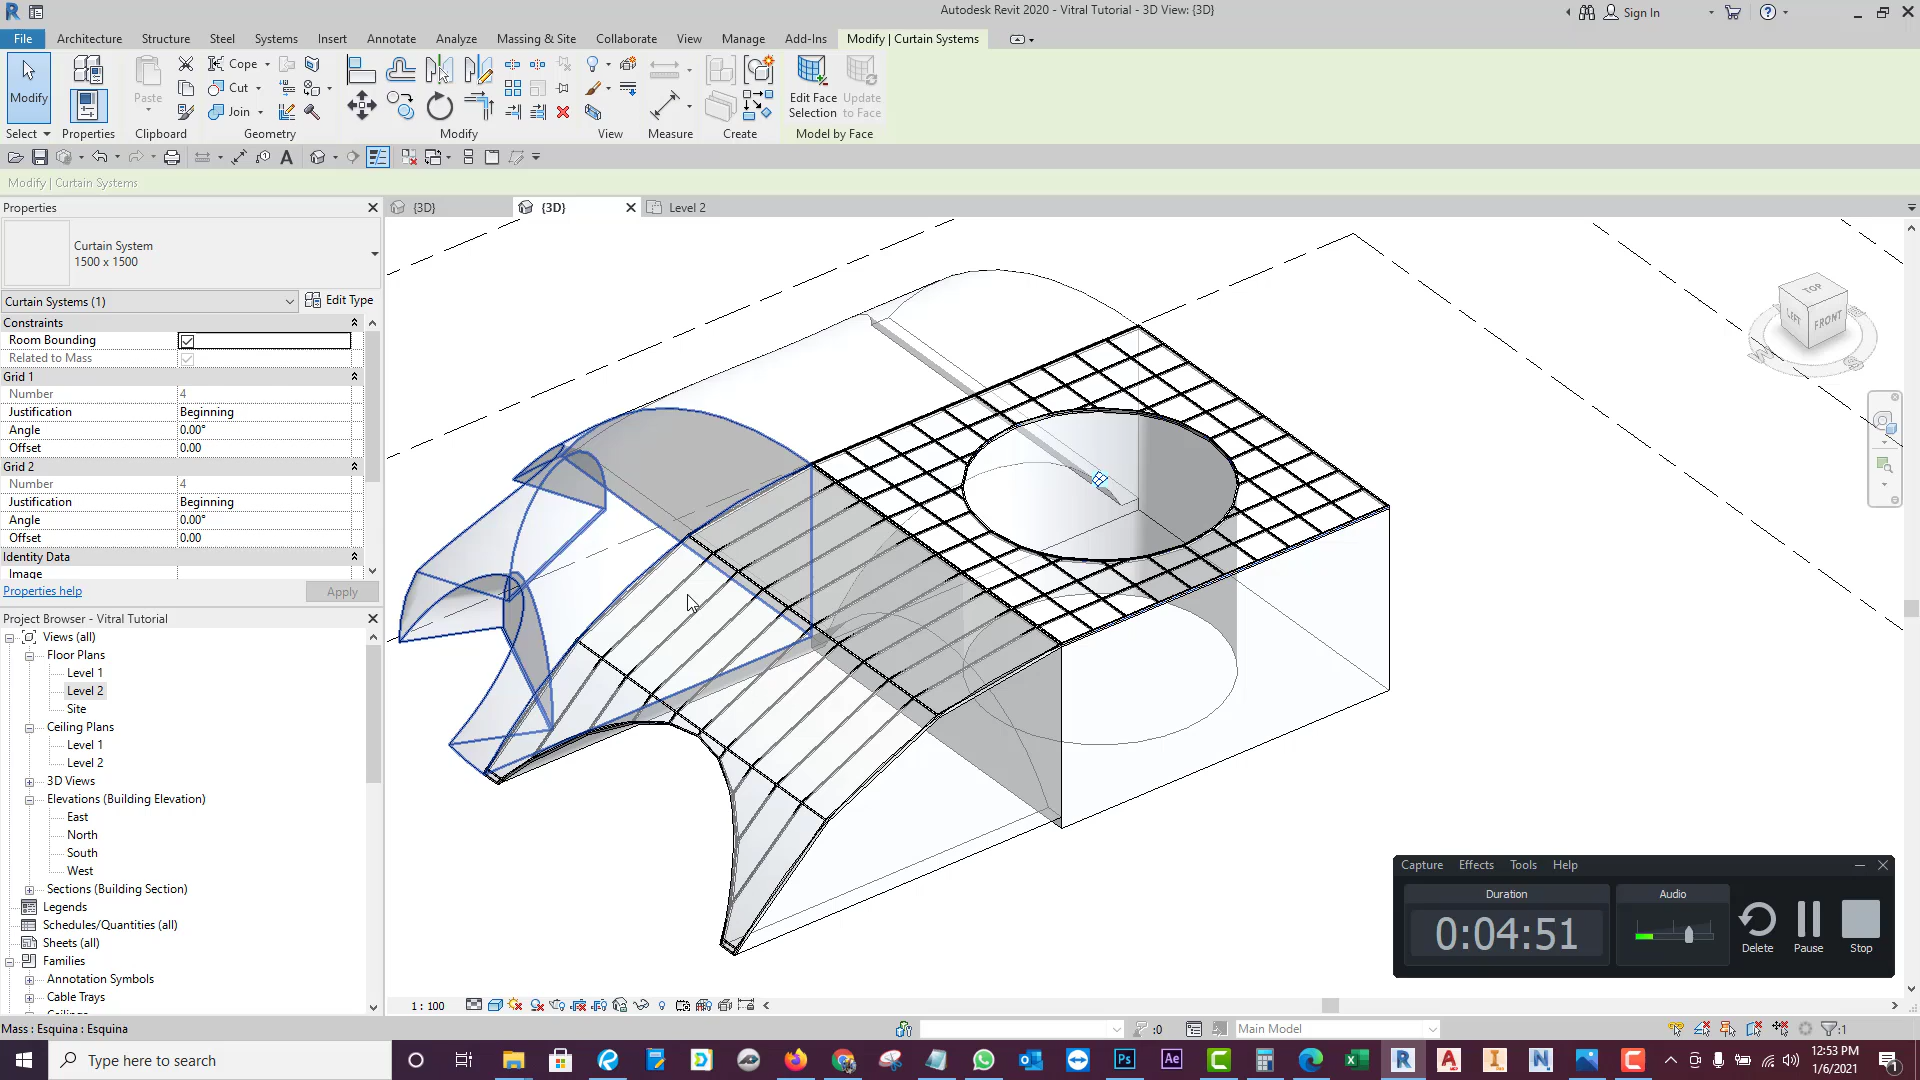 Autodesk Revit 2020 - Vitral Tutorial - 3D View: {3D}
Sign In
File Architecture Structure Steel Systems Insert Annotate Analyze Massing & Site Collaborate View Manage Add-Ins Modify | Curtain Systems
Modify
Paste
Cope
Cut
Join
Edit Face Selection
Update to Face
Select Properties Clipboard Geometry Modify View Measure Create Model by Face
Modify | Curtain Systems
Properties
{3D}
{3D}
Level 2
Curtain System
1500 x 1500
Curtain Systems (1)
Edit Type
Constraints
Room Bounding
Related to Mass
Grid 1
Number 4
Justification Beginning
Angle 0.00°
Offset 0.00
Grid 2
Number 4
Justification Beginning
Angle 0.00°
Offset 0.00
Identity Data
Image
Properties help
Apply
TOP
LEFT
FRONT
W
S
Project Browser - Vitral Tutorial
Views (all)
Floor Plans
Level 1
Level 2
Site
Ceiling Plans
Level 1
Level 2
3D Views
Elevations (Building Elevation)
East
North
South
West
Sections (Building Section)
Legends
Schedules/Quantities (all)
Sheets (all)
Families
Annotation Symbols
Cable Trays
Capture Effects Tools Help
Duration
0:04:51
Audio
Delete
Pause
Stop
1 : 100
Mass : Esquina : Esquina
:0
Main Model
:1
Type here to search
12:53 PM
1/6/2021